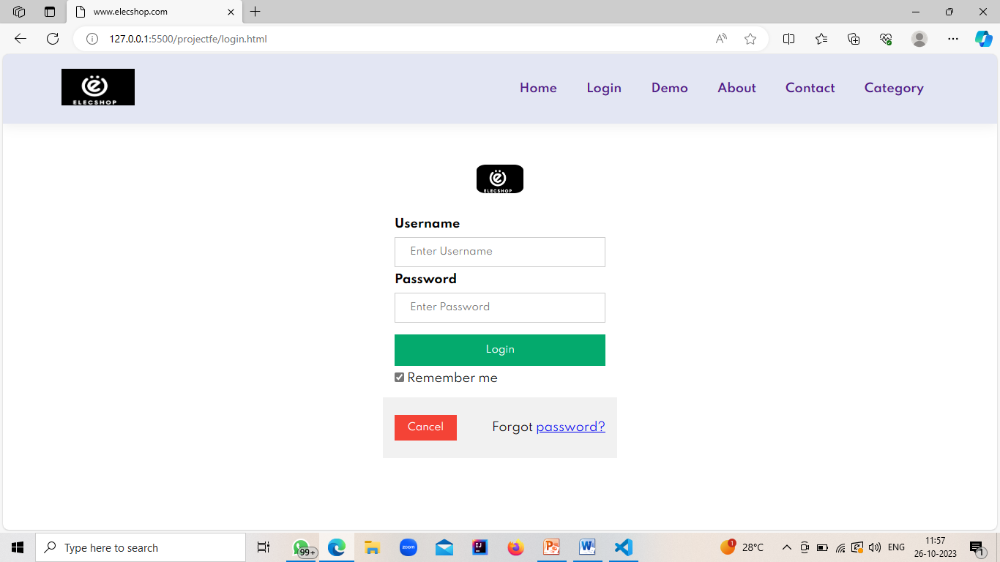 www.elecshop.com
127.0.0.1:5500/projectfe/login.html
ELECSHOP
Home Login Demo About Contact Category
ELECSHOP
Username
Enter Username
Password
Enter Password
Login
Remember me
Cancel Forgot password?
Type here to search
99+
zoom
1
28°C
ENG
11:57
26-10-2023
1